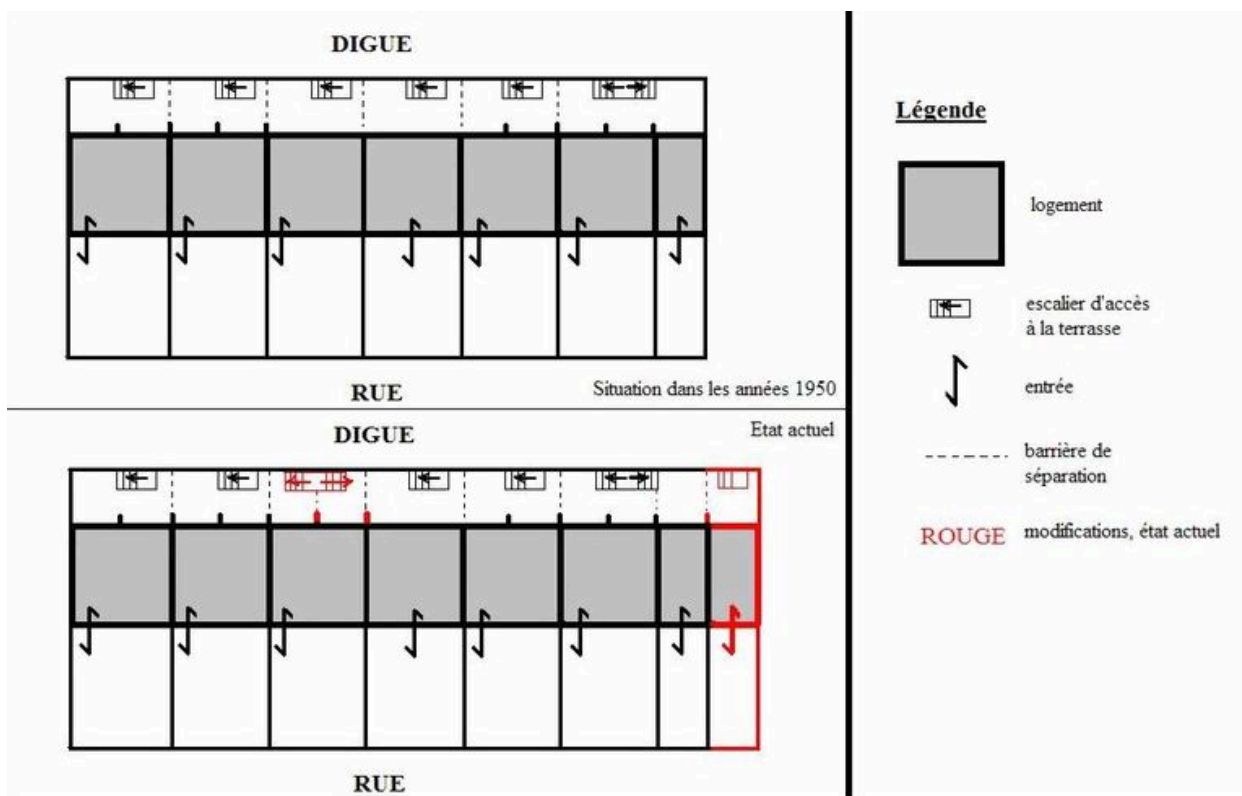 DIGUE
RUE
Situation dans les années 1950
DIGUE
Etat actuel
RUE
Légende
logement
escalier d'accès
à la terrasse
entrée
barrière de
séparation
ROUGE
modifications, état actuel